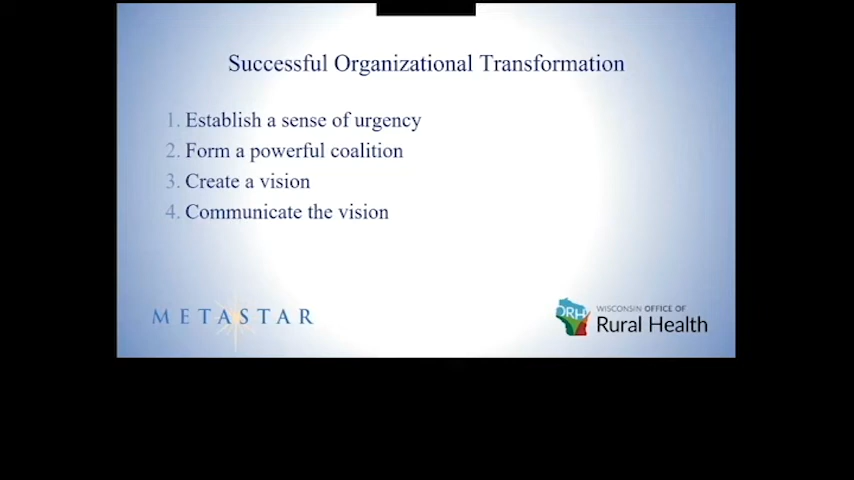 Successful Organizational Transformation
1. Establish a sense of urgency
2. Form a powerful coalition
3. Create a vision
4. Communicate the vision
METASTAR
ORH
WISCONSIN OFFICE OF
Rural Health